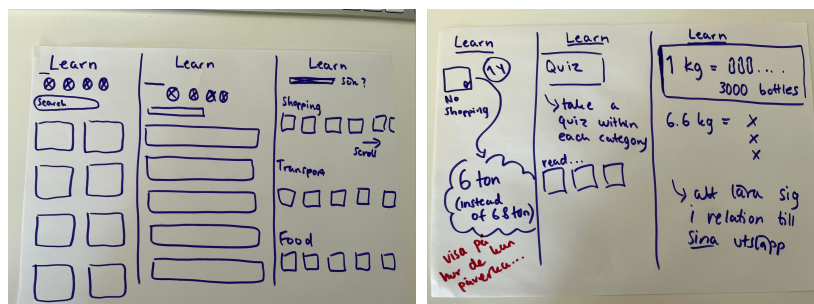 Learn
Search
Learn
Learn
sök?
Shopping
scroll
Transport
Food
Learn
1 Y
No
shopping
6 ton
(instead
of 6.8 ton)
visa på
hur de kan
påverka...
Learn
Quiz
take a
quiz within
each category
read...
Learn
1 kg = ....
3000 bottles
6.6 kg = x
x
x
att lära sig
i relation till
sina utsläpp